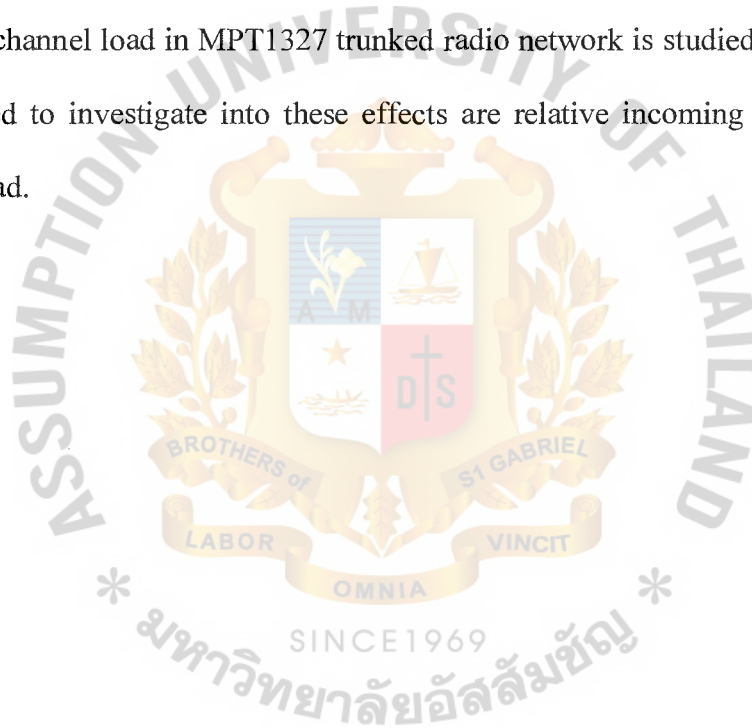 channel load in MPT1327 trunked radio network is studied
ed to investigate into these effects are relative incoming
ad.
ASSUMPTION UNIVERSITY OF THAILAND
A M
D S
BROTHERS of
S1 GABRIEL
LABOR
VINCIT
OMNIA
* *
SINCE1969
มหาวิทยาลัยอัสสัมชัญ